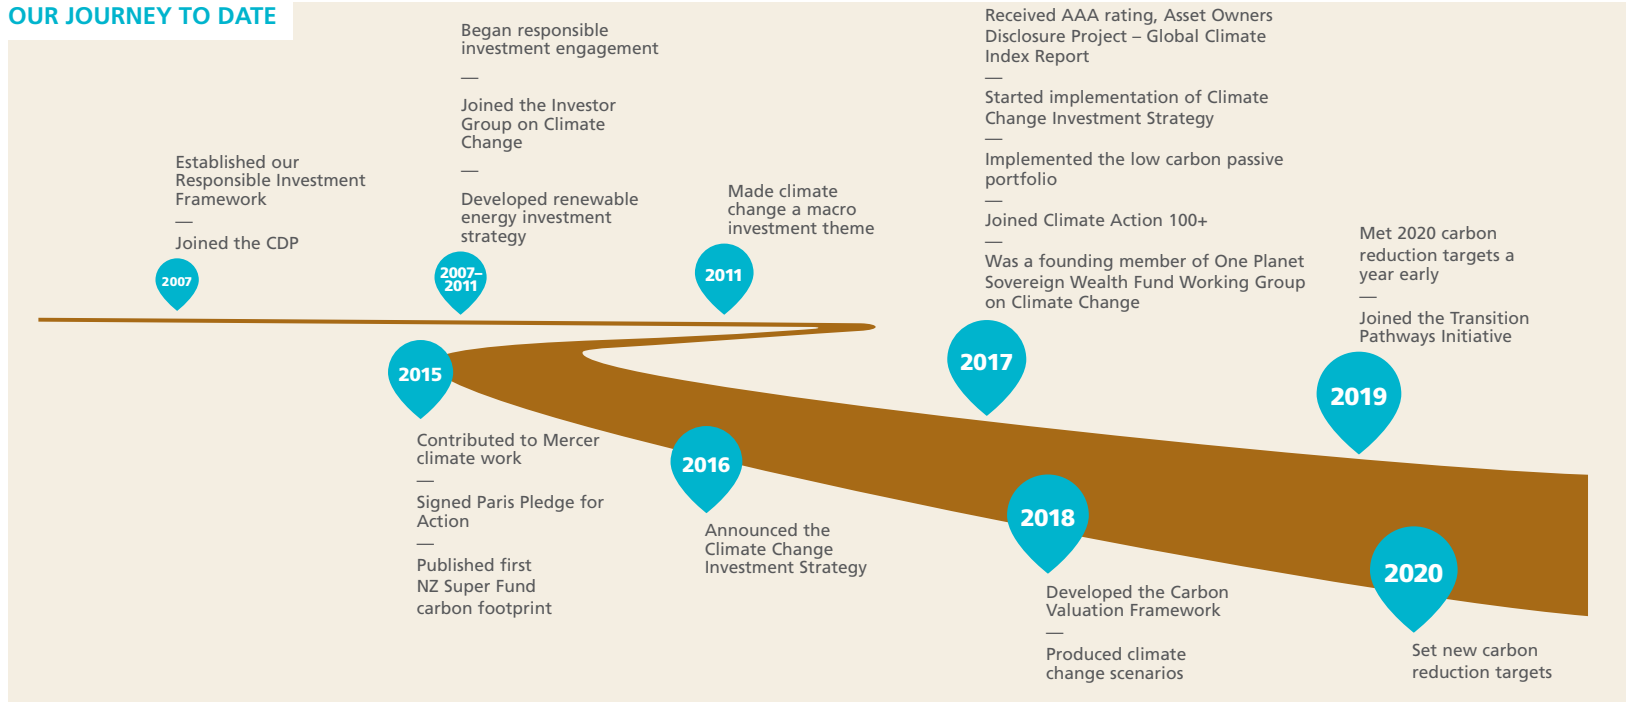 OUR JOURNEY TO DATE
Established our
Responsible Investment
Framework
—
Joined the CDP
2007
Began responsible
investment engagement
—
Joined the Investor
Group on Climate
Change
—
Developed renewable
energy investment
strategy
2007–
2011
Made climate
change a macro
investment theme
2011
2015
Contributed to Mercer
climate work
—
Signed Paris Pledge for
Action
—
Published first
NZ Super Fund
carbon footprint
2016
Announced the
Climate Change
Investment Strategy
Received AAA rating, Asset Owners
Disclosure Project – Global Climate
Index Report
—
Started implementation of Climate
Change Investment Strategy
—
Implemented the low carbon passive
portfolio
—
Joined Climate Action 100+
—
Was a founding member of One Planet
Sovereign Wealth Fund Working Group
on Climate Change
2017
2018
Developed the Carbon
Valuation Framework
—
Produced climate
change scenarios
Met 2020 carbon
reduction targets a
year early
—
Joined the Transition
Pathways Initiative
2019
2020
Set new carbon
reduction targets